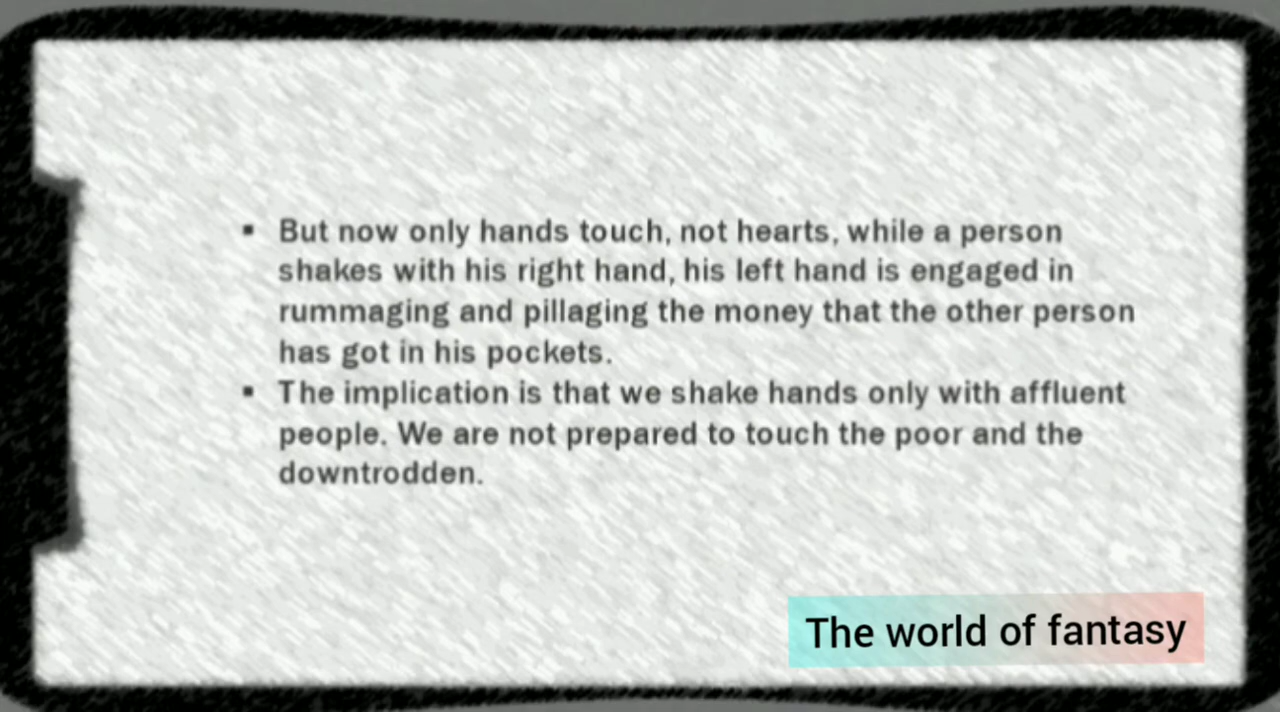 ▪ But now only hands touch, not hearts, while a person
shakes with his right hand, his left hand is engaged in
rummaging and pillaging the money that the other person
has got in his pockets.
▪ The implication is that we shake hands only with affluent
people. We are not prepared to touch the poor and the
downtrodden.
The world of fantasy